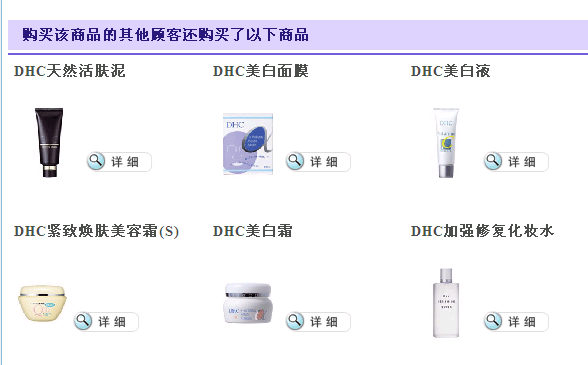 购买该商品的其他顾客还购买了以下商品
DHC天然活肤泥 DHC美白面膜 DHC美白液
DHC DHC
详 细 详 细 详 细
DHC紧致焕肤美容霜(S) DHC美白霜 DHC加强修复化妆水
DHC
详 细 详 细 详 细